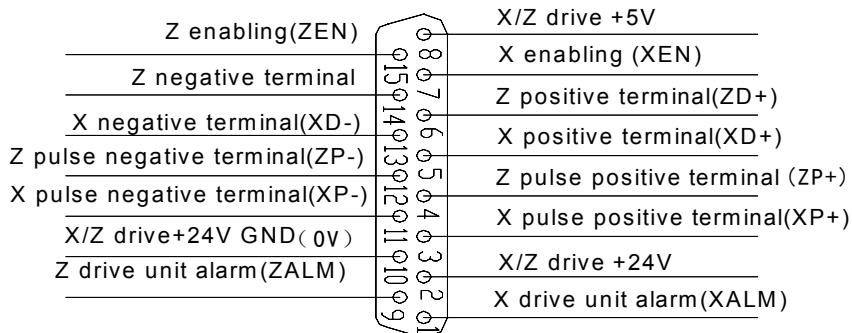 Z enabling(ZEN)
Z negative terminal
X negative terminal(XD-)
Z pulse negative terminal(ZP-)
X pulse negative terminal(XP-)
X/Z drive+24V GND(0V)
Z drive unit alarm(ZALM)
15
14
13
12
11
10
9
8
7
6
5
4
3
2
1
X/Z drive +5V
X enabling (XEN)
Z positive terminal(ZD+)
X positive terminal(XD+)
Z pulse positive terminal(ZP+)
X pulse positive terminal(XP+)
X/Z drive +24V
X drive unit alarm(XALM)